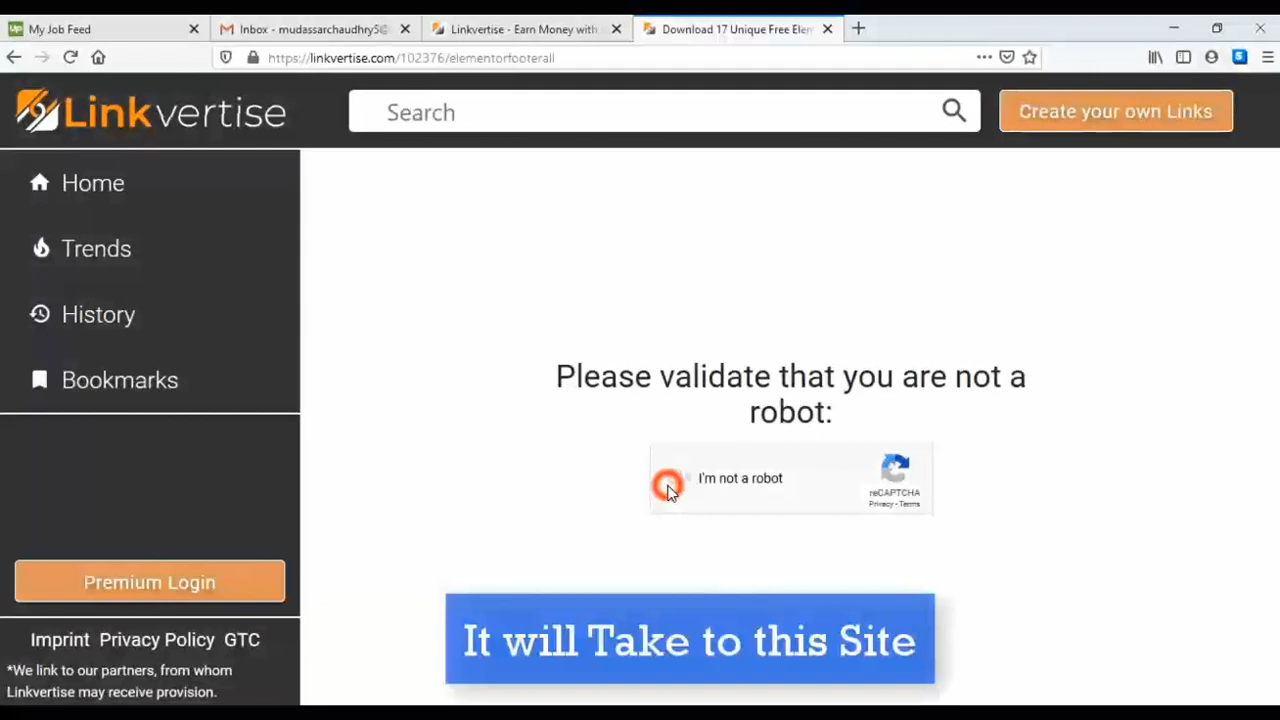 My Job Feed
Inbox - mudassarchaudhry5@
Linkvertise - Earn Money with
Download 17 Unique Free Elem
https://linkvertise.com/102376/elementorfooterall
Linkvertise
Search
Create your own Links
Home
Trends
History
Bookmarks
Please validate that you are not a
robot:
I'm not a robot
reCAPTCHA
Privacy - Terms
Premium Login
It will Take to this Site
Imprint Privacy Policy GTC
*We link to our partners, from whom
Linkvertise may receive provision.